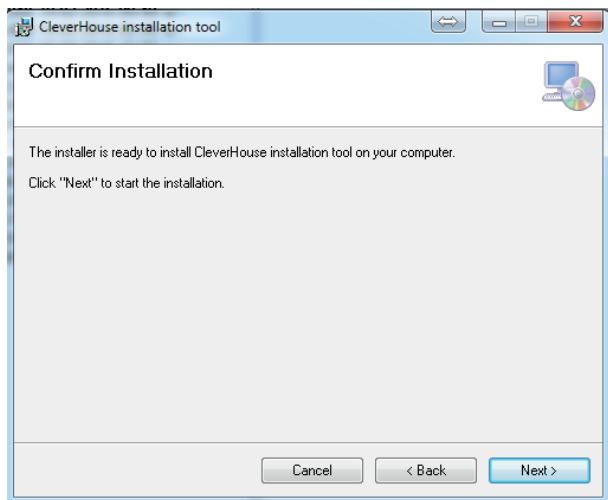 CleverHouse installation tool
Confirm Installation
The installer is ready to install CleverHouse installation tool on your computer.
Click "Next" to start the installation.
Cancel
< Back
Next >